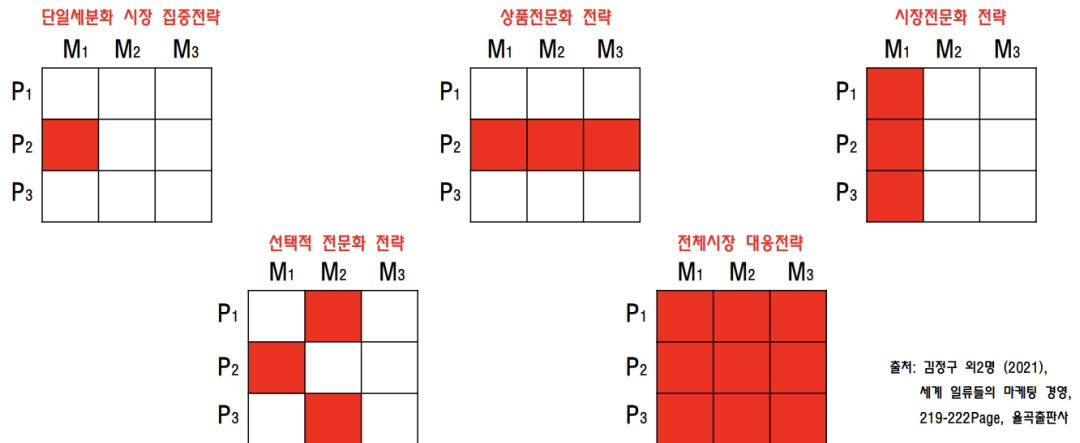 단일세분화 시장 집중전략
M1 M2 M3
P1
P2
P3
상품전문화 전략
M1 M2 M3
P1
P2
P3
시장전문화 전략
M1 M2 M3
P1
P2
P3
선택적 전문화 전략
M1 M2 M3
P1
P2
P3
전체시장 대응전략
M1 M2 M3
P1
P2
P3
출처: 김정구 외2명 (2021),
세계 일류들의 마케팅 경영,
219-222Page, 율곡출판사